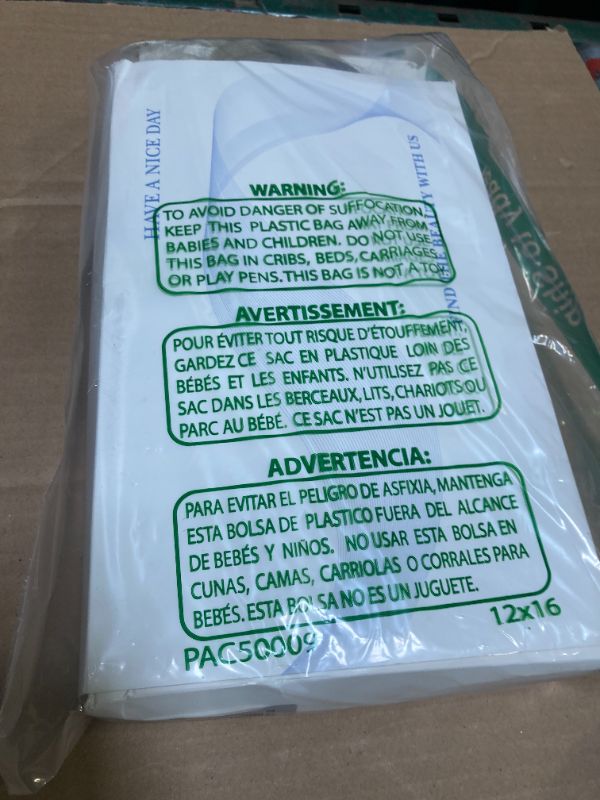 HAVE A NICE DAY
THE BEAUTY WITH US
WARNING:
TO AVOID DANGER OF SUFFOCATION,
KEEP THIS PLASTIC BAG AWAY FROM
BABIES AND CHILDREN. DO NOT USE
THIS BAG IN CRIBS, BEDS, CARRIAGES
OR PLAY PENS. THIS BAG IS NOT A TO
AVERTISSEMENT:
POUR ÉVITER TOUT RISQUE D'ÉTOUFFEMENT,
GARDEZ CE SAC EN PLASTIQUE LOIN DES
BÉBÉS ET LES ENFANTS. N'UTILISEZ PAS CE
SAC DANS LES BERCEAUX, LITS, CHARIOTS OU
PARC AU BÉBÉ. CE SAC N'EST PAS UN JOUET.
ADVERTENCIA:
PARA EVITAR EL PELIGRO DE ASFIXIA, MANTENGA
ESTA BOLSA DE PLASTICO FUERA DEL ALCANCE
DE BEBÉS Y NIÑOS. NO USAR ESTA BOLSA EN
CUNAS, CAMAS, CARRIOLAS O CORRALES PARA
BEBÉS. ESTA BOLSA NO ES UN JUGUETE.
PAC50009
12x16